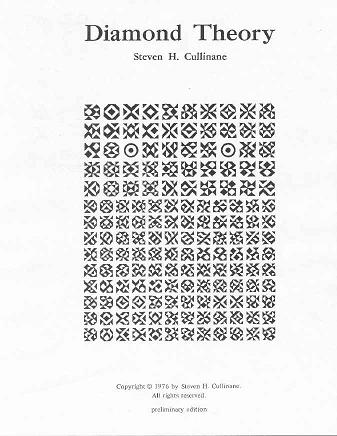 Diamond Theory
Steven H. Cullinane
Copyright © 1976 by Steven H. Cullinane.
All rights reserved.
preliminary edition